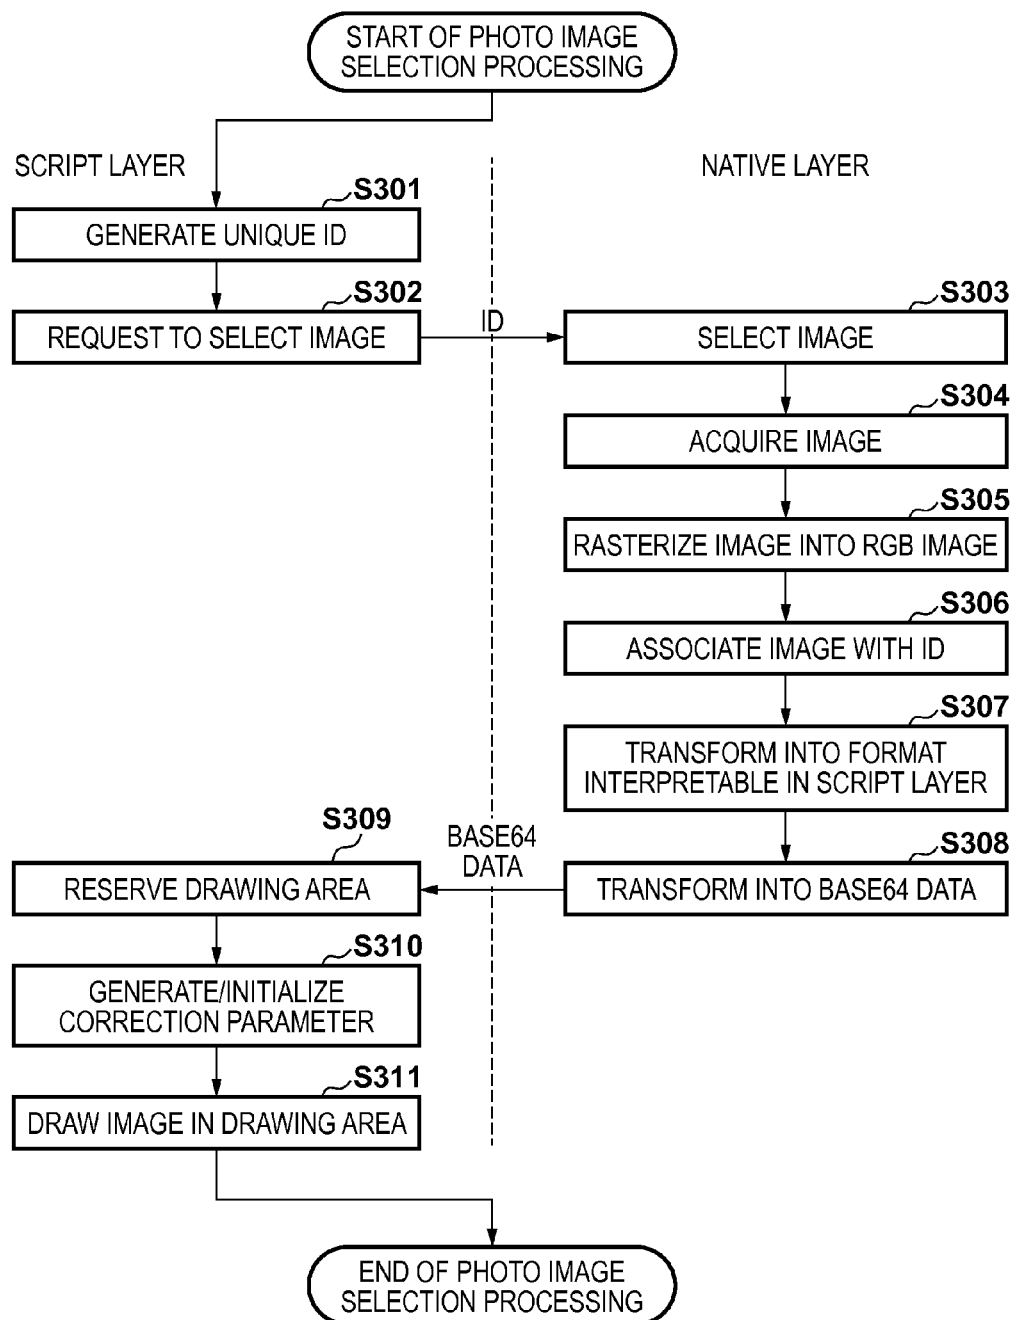 START OF PHOTO IMAGE
SELECTION PROCESSING
SCRIPT LAYER
NATIVE LAYER
S301
GENERATE UNIQUE ID
S302
REQUEST TO SELECT IMAGE
ID
S303
SELECT IMAGE
S304
ACQUIRE IMAGE
S305
RASTERIZE IMAGE INTO RGB IMAGE
S306
ASSOCIATE IMAGE WITH ID
S307
TRANSFORM INTO FORMAT
INTERPRETABLE IN SCRIPT LAYER
S308
TRANSFORM INTO BASE64 DATA
BASE64
DATA
S309
RESERVE DRAWING AREA
S310
GENERATE/INITIALIZE
CORRECTION PARAMETER
S311
DRAW IMAGE IN DRAWING AREA
END OF PHOTO IMAGE
SELECTION PROCESSING